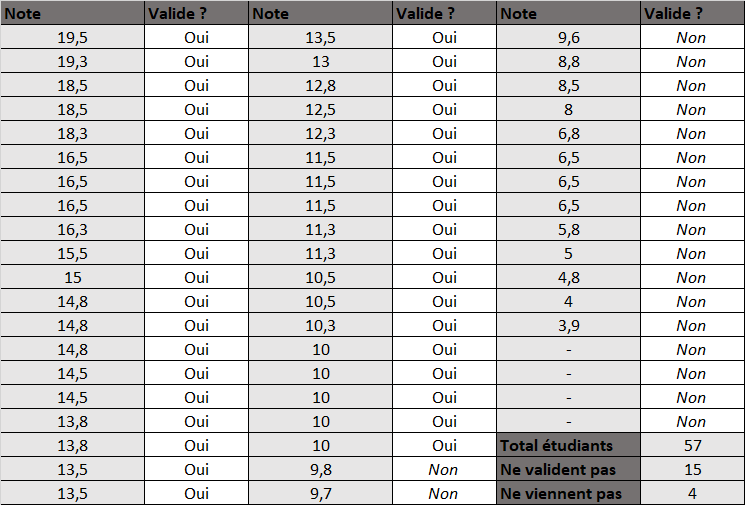 Note Valide ? Note Valide ? Note Valide ?
19,5 Oui 13,5 Oui 9,6 Non
19,3 Oui 13 Oui 8,8 Non
18,5 Oui 12,8 Oui 8,5 Non
18,5 Oui 12,5 Oui 8 Non
18,3 Oui 12,3 Oui 6,8 Non
16,5 Oui 11,5 Oui 6,5 Non
16,5 Oui 11,5 Oui 6,5 Non
16,5 Oui 11,5 Oui 6,5 Non
16,3 Oui 11,3 Oui 5,8 Non
15,5 Oui 11,3 Oui 5 Non
15 Oui 10,5 Oui 4,8 Non
14,8 Oui 10,5 Oui 4 Non
14,8 Oui 10,3 Oui 3,9 Non
14,8 Oui 10 Oui - Non
14,5 Oui 10 Oui - Non
14,5 Oui 10 Oui - Non
13,8 Oui 10 Oui - Non
13,8 Oui 10 Oui Total étudiants 57
13,5 Oui 9,8 Non Ne valident pas 15
13,5 Oui 9,7 Non Ne viennent pas 4